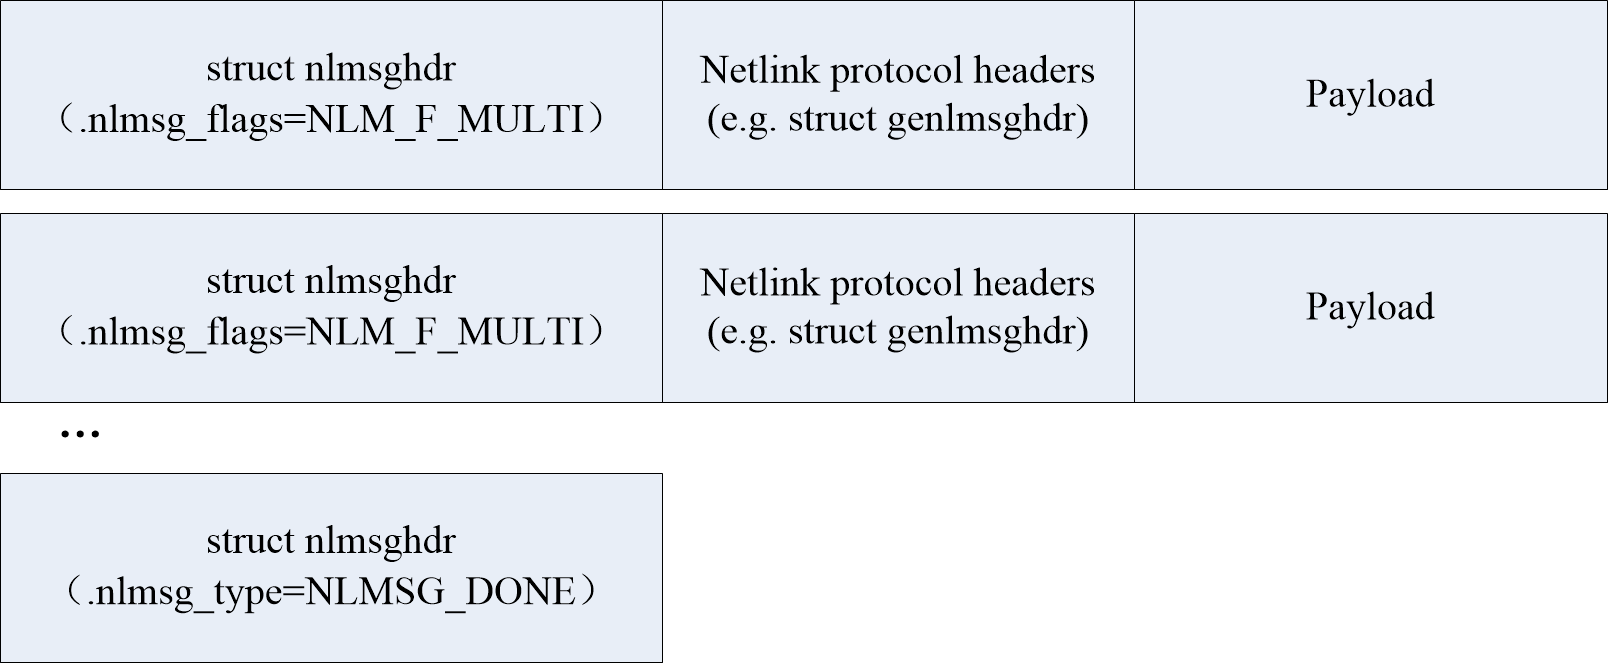 struct nlmsghdr
（.nlmsg_flags=NLM_F_MULTI）
Netlink protocol headers
(e.g. struct genlmsghdr)
Payload
struct nlmsghdr
（.nlmsg_flags=NLM_F_MULTI）
Netlink protocol headers
(e.g. struct genlmsghdr)
Payload
...
struct nlmsghdr
（.nlmsg_type=NLMSG_DONE）